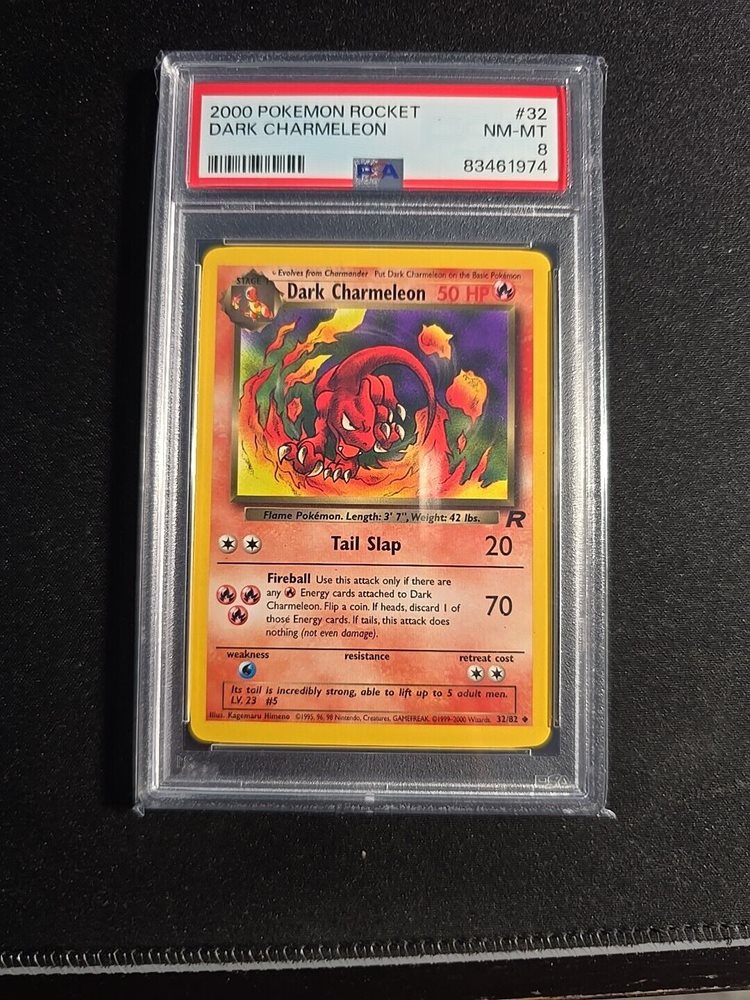 2000 POKEMON ROCKET #32
DARK CHARMELEON NM-MT
8
PSA 83461974
STAGE 1
Evolves from Charmander Put Dark Charmeleon on the Basic Pokémon
Dark Charmeleon 50 HP
Flame Pokémon. Length: 3' 7", Weight: 42 lbs.
R
Tail Slap 20
Fireball Use this attack only if there are
any Energy cards attached to Dark
Charmeleon. Flip a coin. If heads, discard 1 of
those Energy cards. If tails, this attack does
nothing (not even damage).
70
weakness resistance retreat cost
Its tail is incredibly strong, able to lift up to 5 adult men.
LV. 23 #5
Illus. Kagemaru Himeno ©1995, 96, 98 Nintendo, Creatures, GAMEFREAK. ©1999-2000 Wizards. 32/82
PSA